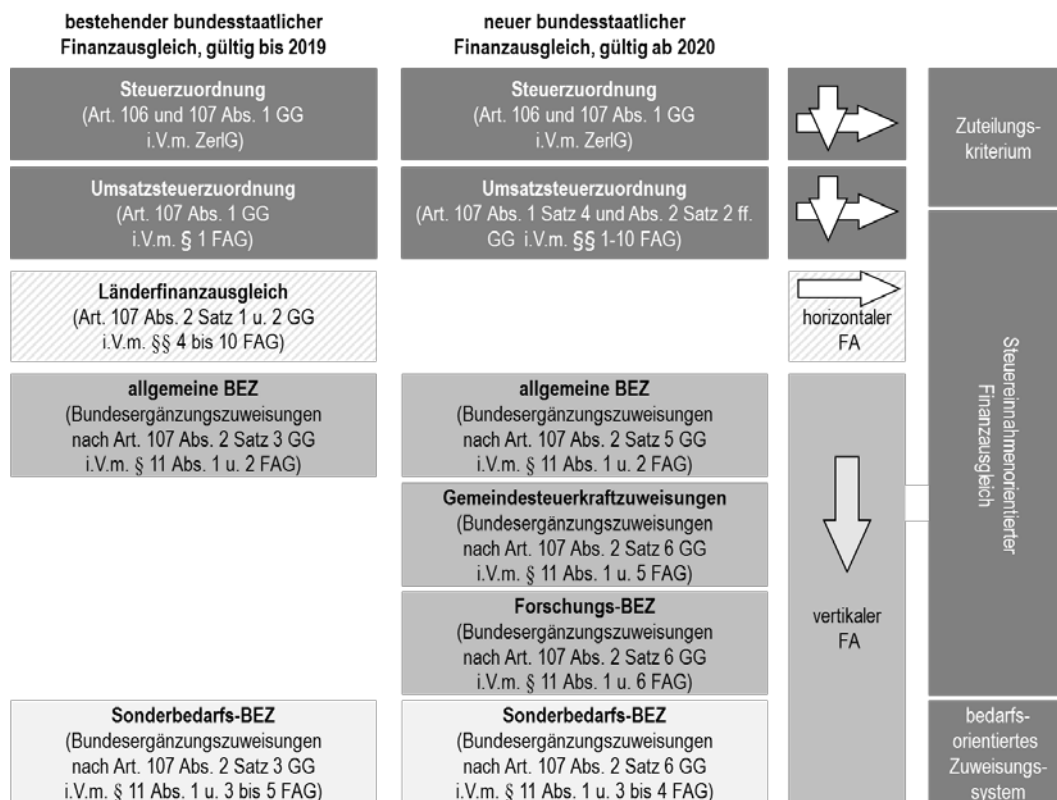 bestehender bundesstaatlicher
Finanzausgleich, gültig bis 2019
neuer bundesstaatlicher
Finanzausgleich, gültig ab 2020
Steuerzuordnung
(Art. 106 und 107 Abs. 1 GG
i.V.m. ZerlG)
Steuerzuordnung
(Art. 106 und 107 Abs. 1 GG
i.V.m. ZerlG)
Zuteilungs-
kriterium
Umsatzsteuerzuordnung
(Art. 107 Abs. 1 GG
i.V.m. § 1 FAG)
Umsatzsteuerzuordnung
(Art. 107 Abs. 1 Satz 4 und Abs. 2 Satz 2 ff.
GG i.V.m. §§ 1-10 FAG)
Länderfinanzausgleich
(Art. 107 Abs. 2 Satz 1 u. 2 GG
i.V.m. §§ 4 bis 10 FAG)
horizontaler
FA
Steuereinnahmenorientierter
Finanzausgleich
allgemeine BEZ
(Bundesergänzungszuweisungen
nach Art. 107 Abs. 2 Satz 3 GG
i.V.m. § 11 Abs. 1 u. 2 FAG)
allgemeine BEZ
(Bundesergänzungszuweisungen
nach Art. 107 Abs. 2 Satz 5 GG
i.V.m. § 11 Abs. 1 u. 2 FAG)
Gemeindesteuerkraftzuweisungen
(Bundesergänzungszuweisungen
nach Art. 107 Abs. 2 Satz 6 GG
i.V.m. § 11 Abs. 1 u. 5 FAG)
Forschungs-BEZ
(Bundesergänzungszuweisungen
nach Art. 107 Abs. 2 Satz 6 GG
i.V.m. § 11 Abs. 1 u. 6 FAG)
vertikaler
FA
Sonderbedarfs-BEZ
(Bundesergänzungszuweisungen
nach Art. 107 Abs. 2 Satz 3 GG
i.V.m. § 11 Abs. 1 u. 3 bis 5 FAG)
Sonderbedarfs-BEZ
(Bundesergänzungszuweisungen
nach Art. 107 Abs. 2 Satz 6 GG
i.V.m. § 11 Abs. 1 u. 3 bis 4 FAG)
bedarfs-
orientiertes
Zuweisungs-
system